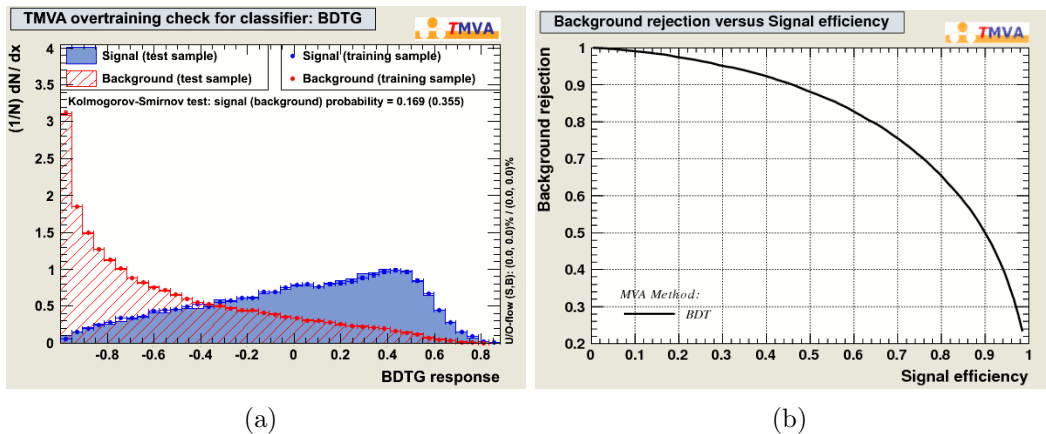 TMVA overtraining check for classifier: BDTG
TMVA
(1/N) dN / dx
Signal (test sample)
Background (test sample)
Signal (training sample)
Background (training sample)
Kolmogorov-Smirnov test: signal (background) probability = 0.169 (0.355)
4
3.5
3
2.5
2
1.5
1
0.5
0
-0.8 -0.6 -0.4 -0.2 0 0.2 0.4 0.6 0.8
BDTG response
U/O-flow (S,B): (0.0, 0.0)% / (0.0, 0.0)%
(a)
Background rejection versus Signal efficiency
TMVA
Background rejection
1
0.9
0.8
0.7
0.6
0.5
0.4
0.3
0.2
MVA Method:
BDT
0 0.1 0.2 0.3 0.4 0.5 0.6 0.7 0.8 0.9 1
Signal efficiency
(b)